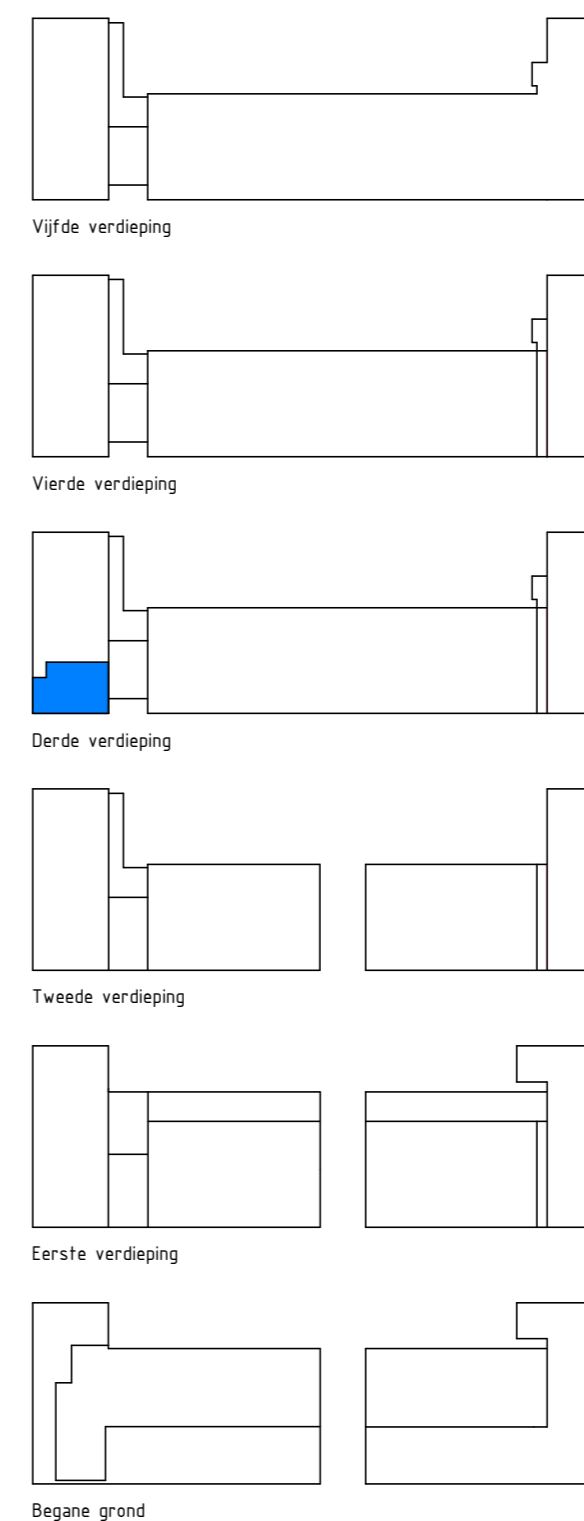 Vijfde verdieping
Vierde verdieping
Derde verdieping
Tweede verdieping
Eerste verdieping
Begane grond